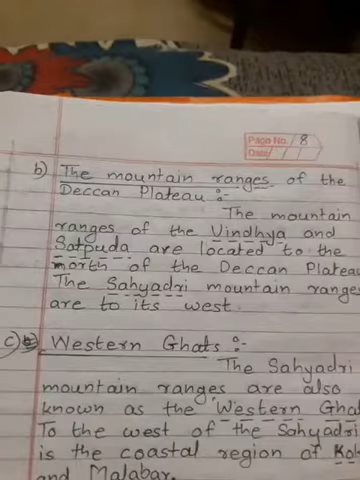 Page No. 8
Date / /
b) The mountain ranges of the
Deccan Plateau :-
The mountain
ranges of the Vindhya and
Satpuda are located to the
north of the Deccan Plateau
The Sahyadri mountain ranges
are to its west.
c) Western Ghats :-
The Sahyadri
mountain ranges are also
known as the Western Ghat
To the west of the Sahyadri
is the coastal region of Kok
and Malabar.